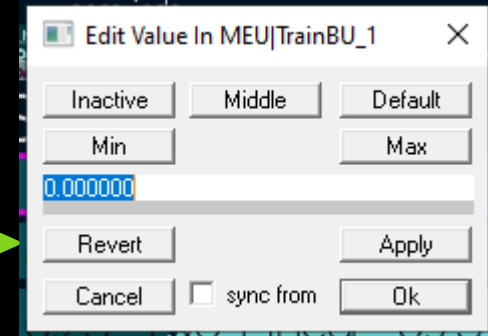 Edit Value In MEU|TrainBU_1
Inactive Middle Default
Min Max
0.000000
Revert Apply
Cancel sync from Ok